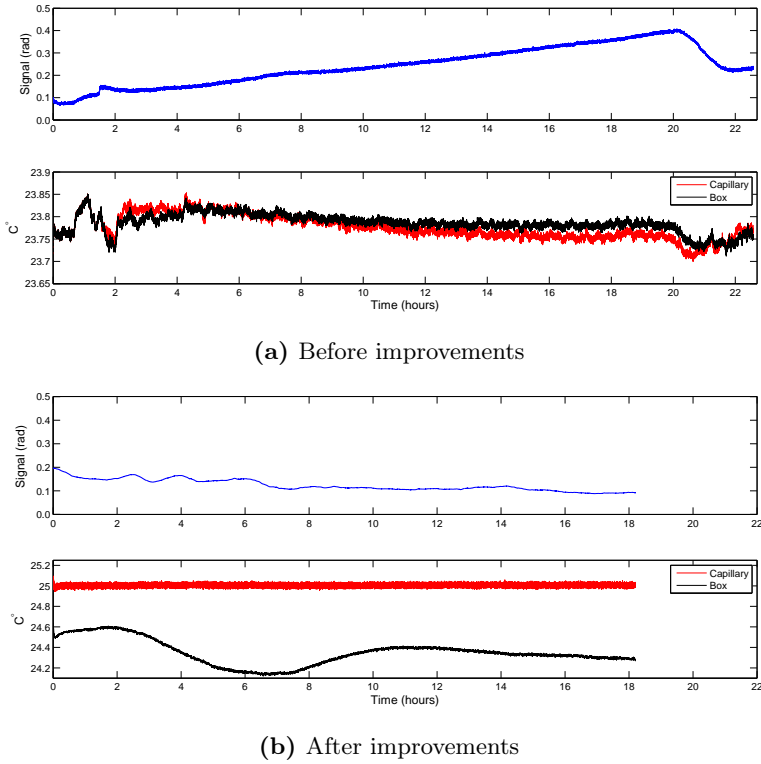 0.5
0.4
0.3
0.2
0.1
0.0
Signal (rad)
0 2 4 6 8 10 12 14 16 18 20 22
23.9
23.85
23.8
23.75
23.7
23.65
C°
Capillary
Box
0 2 4 6 8 10 12 14 16 18 20 22
Time (hours)
(a) Before improvements
0.5
0.4
0.3
0.2
0.1
0.0
Signal (rad)
0 2 4 6 8 10 12 14 16 18 20 22
25.2
25
24.8
24.6
24.4
24.2
C°
Capillary
Box
0 2 4 6 8 10 12 14 16 18 20 22
Time (hours)
(b) After improvements